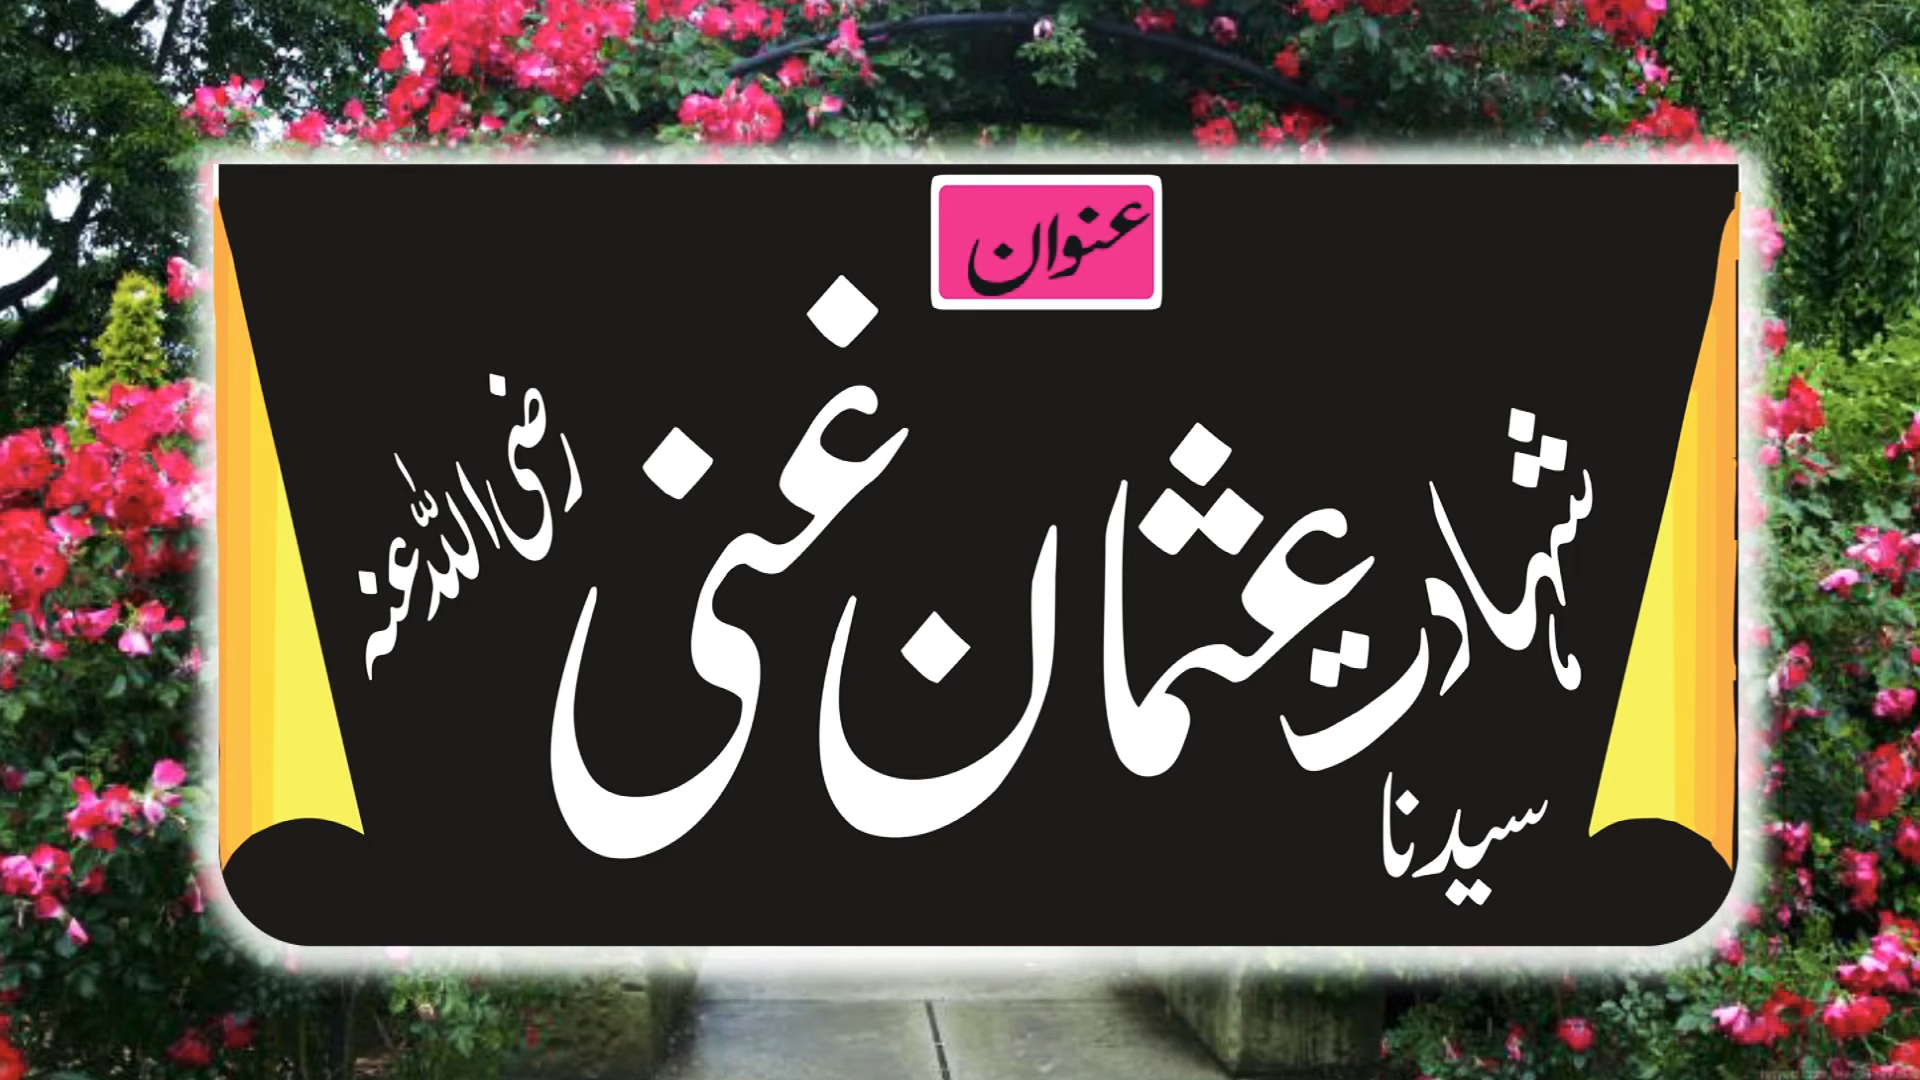 عنوان
شہادت عثمان غنی رضی اللہ عنہ
سیدنا